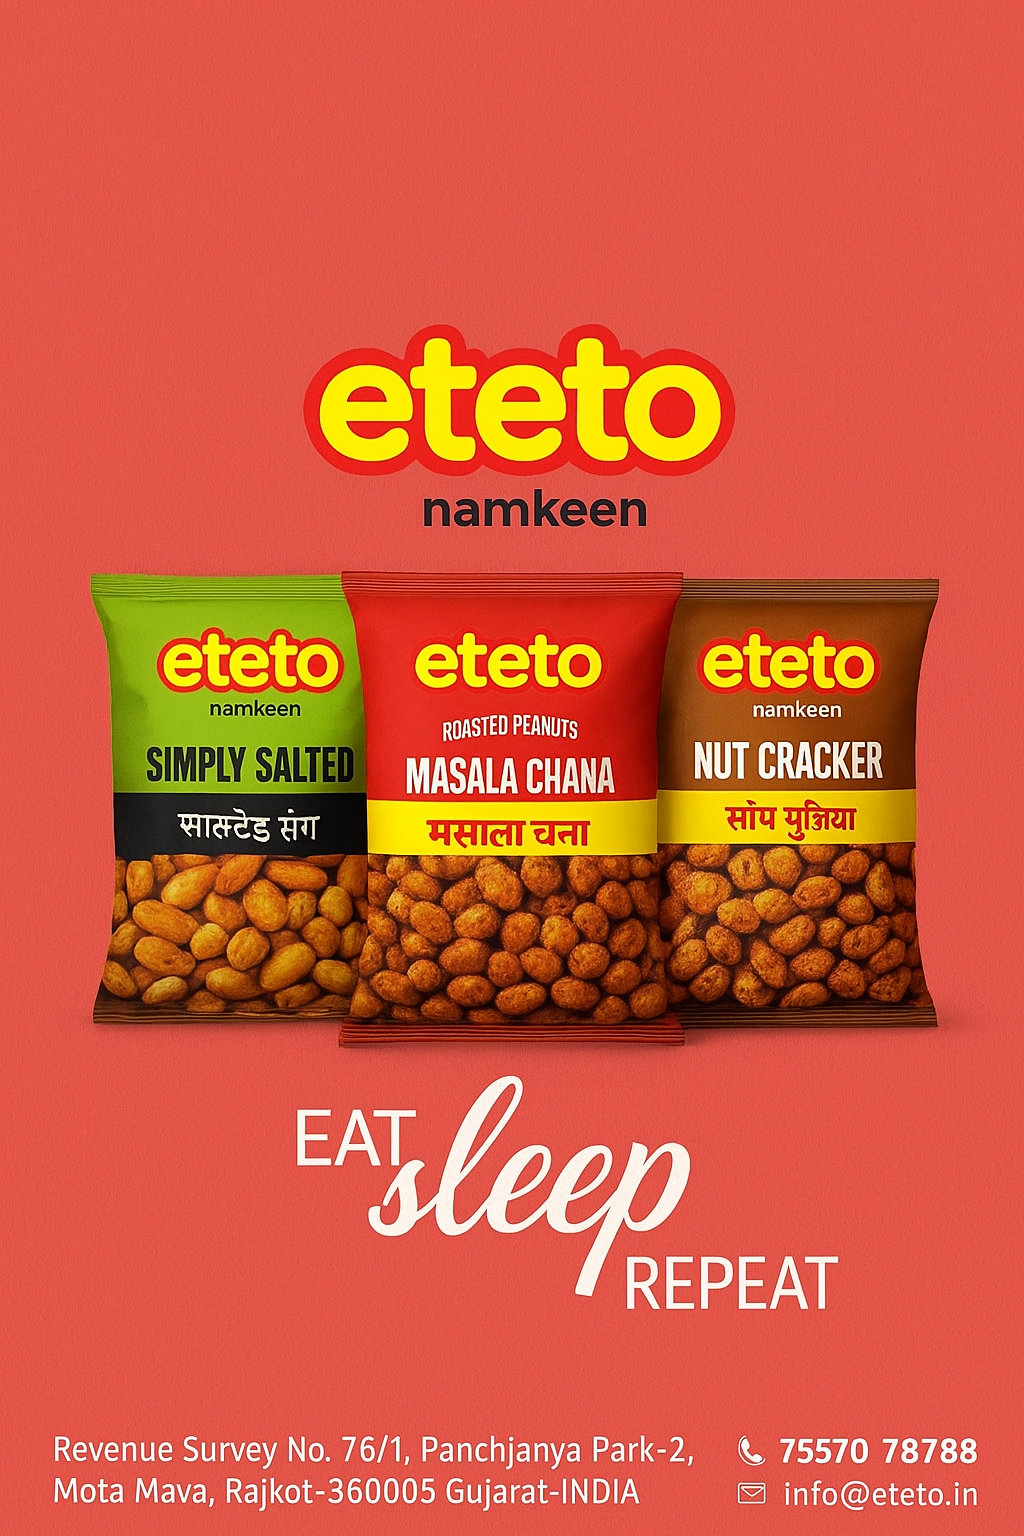 eteto
namkeen
eteto
namkeen
SIMPLY SALTED
eteto
ROASTED PEANUTS
MASALA CHANA
मसाला चना
eteto
namkeen
NUT CRACKER
EAT
sleep
REPEAT
Revenue Survey No. 76/1, Panchjanya Park-2,
Mota Mava, Rajkot-360005 Gujarat-INDIA
75570 78788
info@eteto.in